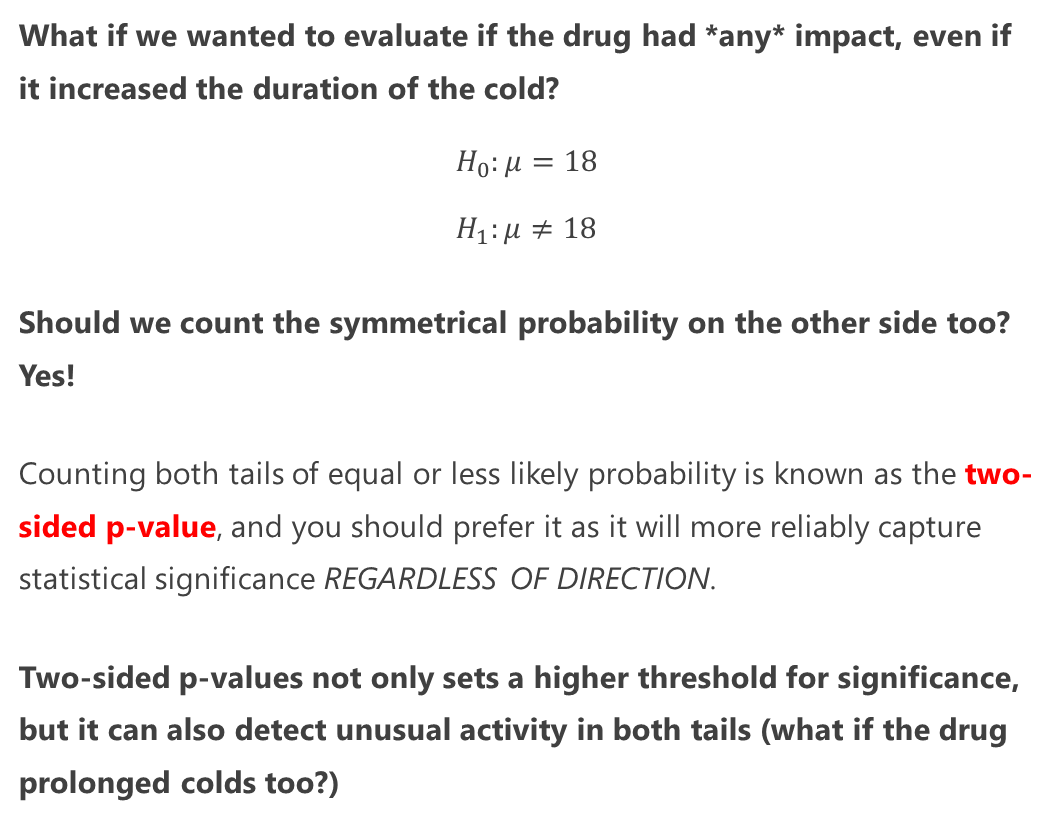 What if we wanted to evaluate if the drug had *any* impact, even if
it increased the duration of the cold?
H₀: μ = 18
H₁: μ ≠ 18
Should we count the symmetrical probability on the other side too?
Yes!
Counting both tails of equal or less likely probability is known as the two-
sided p-value, and you should prefer it as it will more reliably capture
statistical significance REGARDLESS OF DIRECTION.
Two-sided p-values not only sets a higher threshold for significance,
but it can also detect unusual activity in both tails (what if the drug
prolonged colds too?)